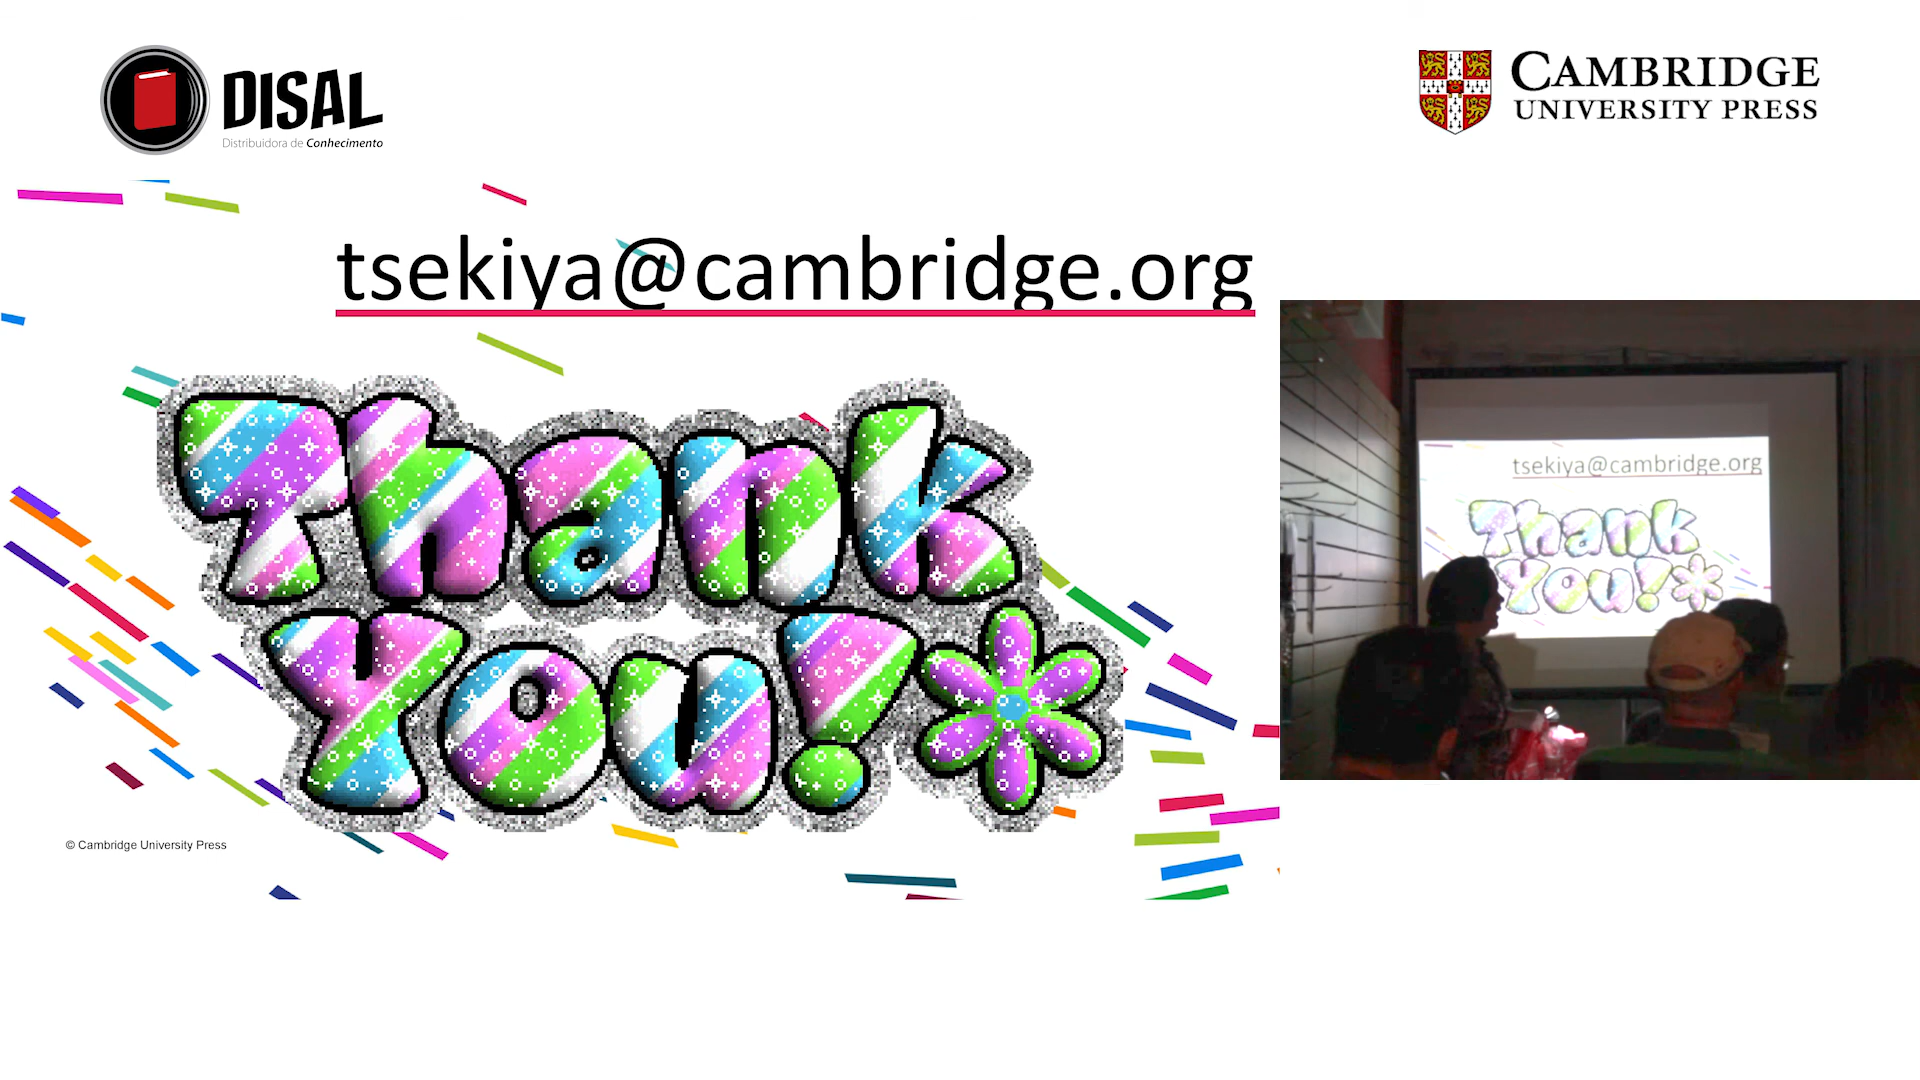 DISAL
Distribuidora de Conhecimento
CAMBRIDGE
UNIVERSITY PRESS
tsekiya@cambridge.org
Thank
You!
© Cambridge University Press
tsekiya@cambridge.org
Thank
You!